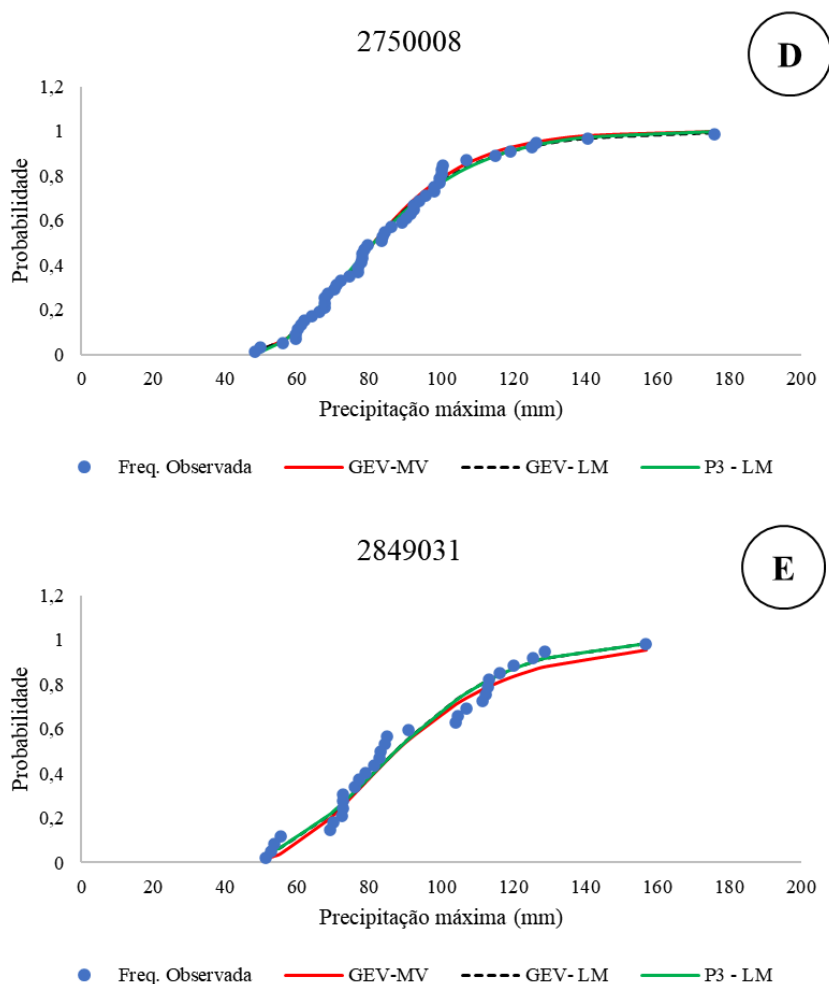 2750008
D
1,2
1
0,8
0,6
0,4
0,2
0
Probabilidade
0 20 40 60 80 100 120 140 160 180 200
Precipitação máxima (mm)
Freq. Observada GEV-MV GEV- LM P3 - LM
2849031
E
1,2
1
0,8
0,6
0,4
0,2
0
Probabilidade
0 20 40 60 80 100 120 140 160 180 200
Precipitação máxima (mm)
Freq. Observada GEV-MV GEV- LM P3 - LM